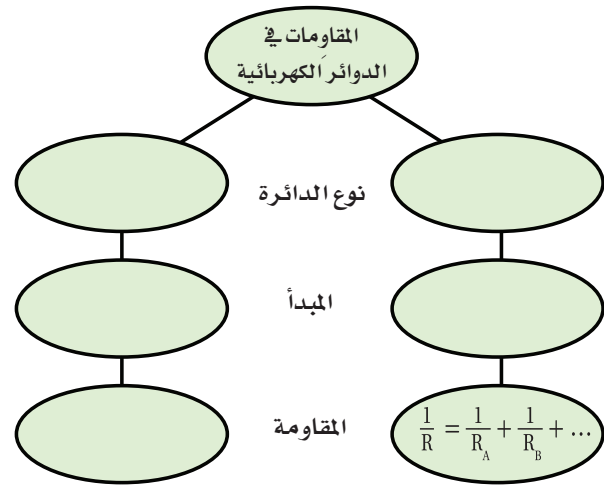 المقاومات في
الدوائر الكهربائية
نوع الدائرة
المبدأ
المقاومة
1/R = 1/R_A + 1/R_B + ...